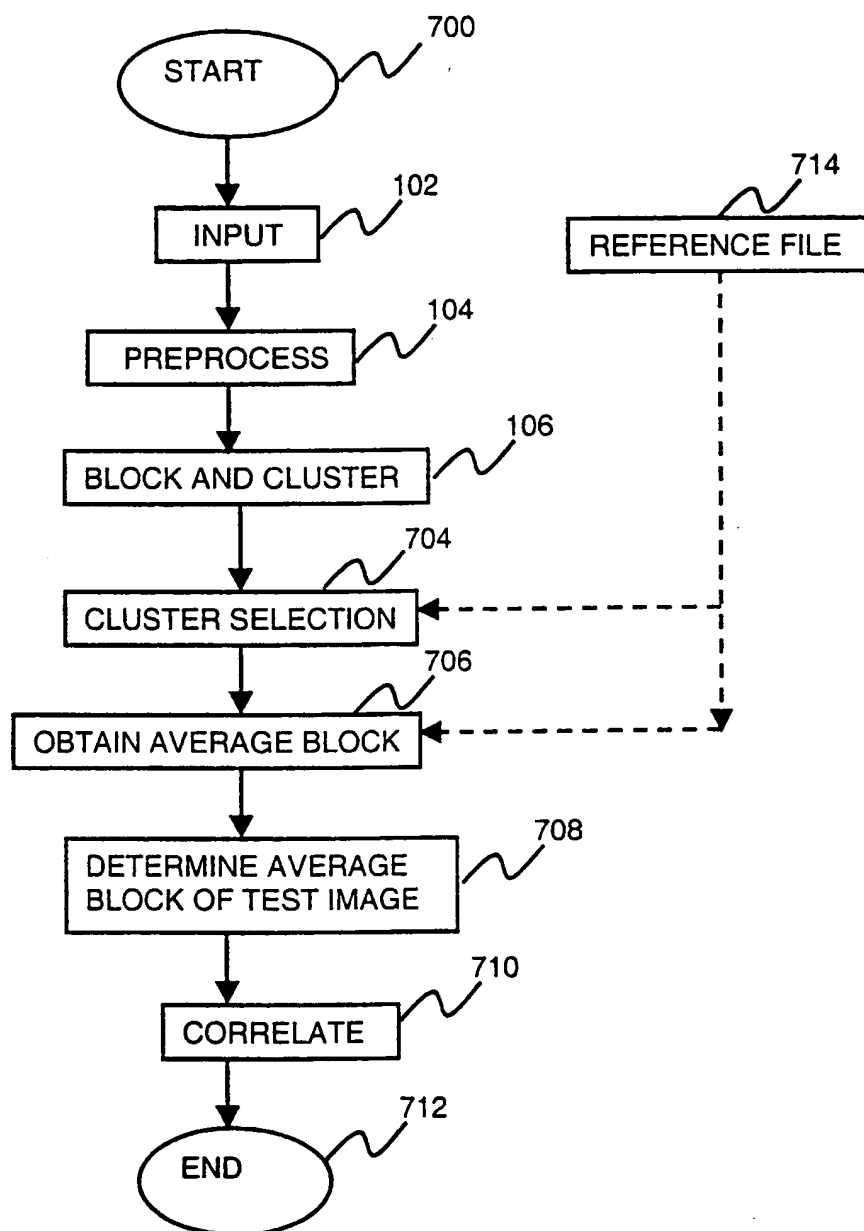 700
START
102
INPUT
714
REFERENCE FILE
104
PREPROCESS
106
BLOCK AND CLUSTER
704
CLUSTER SELECTION
706
OBTAIN AVERAGE BLOCK
708
DETERMINE AVERAGE
BLOCK OF TEST IMAGE
710
CORRELATE
712
END